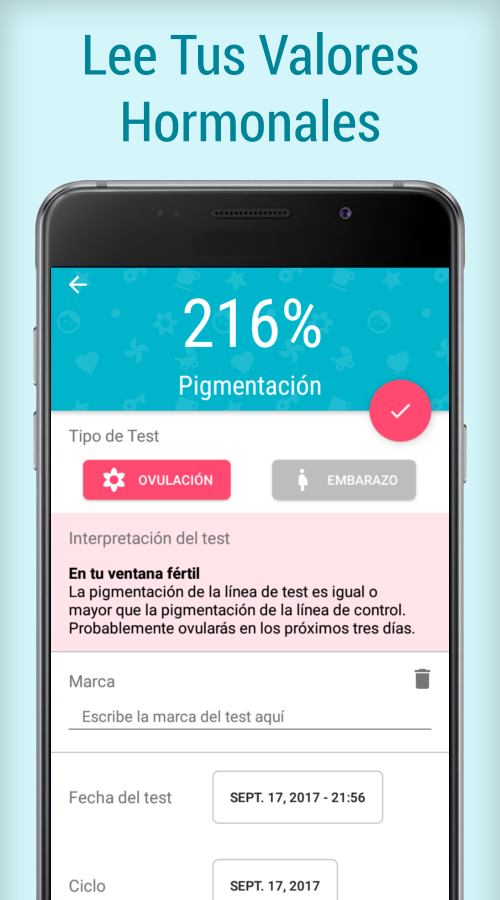 Lee Tus Valores
Hormonales
216%
Pigmentación
Tipo de Test
OVULACIÓN
EMBARAZO
Interpretación del test
En tu ventana fértil
La pigmentación de la línea de test es igual o
mayor que la pigmentación de la línea de control.
Probablemente ovularás en los próximos tres días.
Marca
Escribe la marca del test aquí
Fecha del test
SEPT. 17, 2017 - 21:56
Ciclo
SEPT. 17, 2017